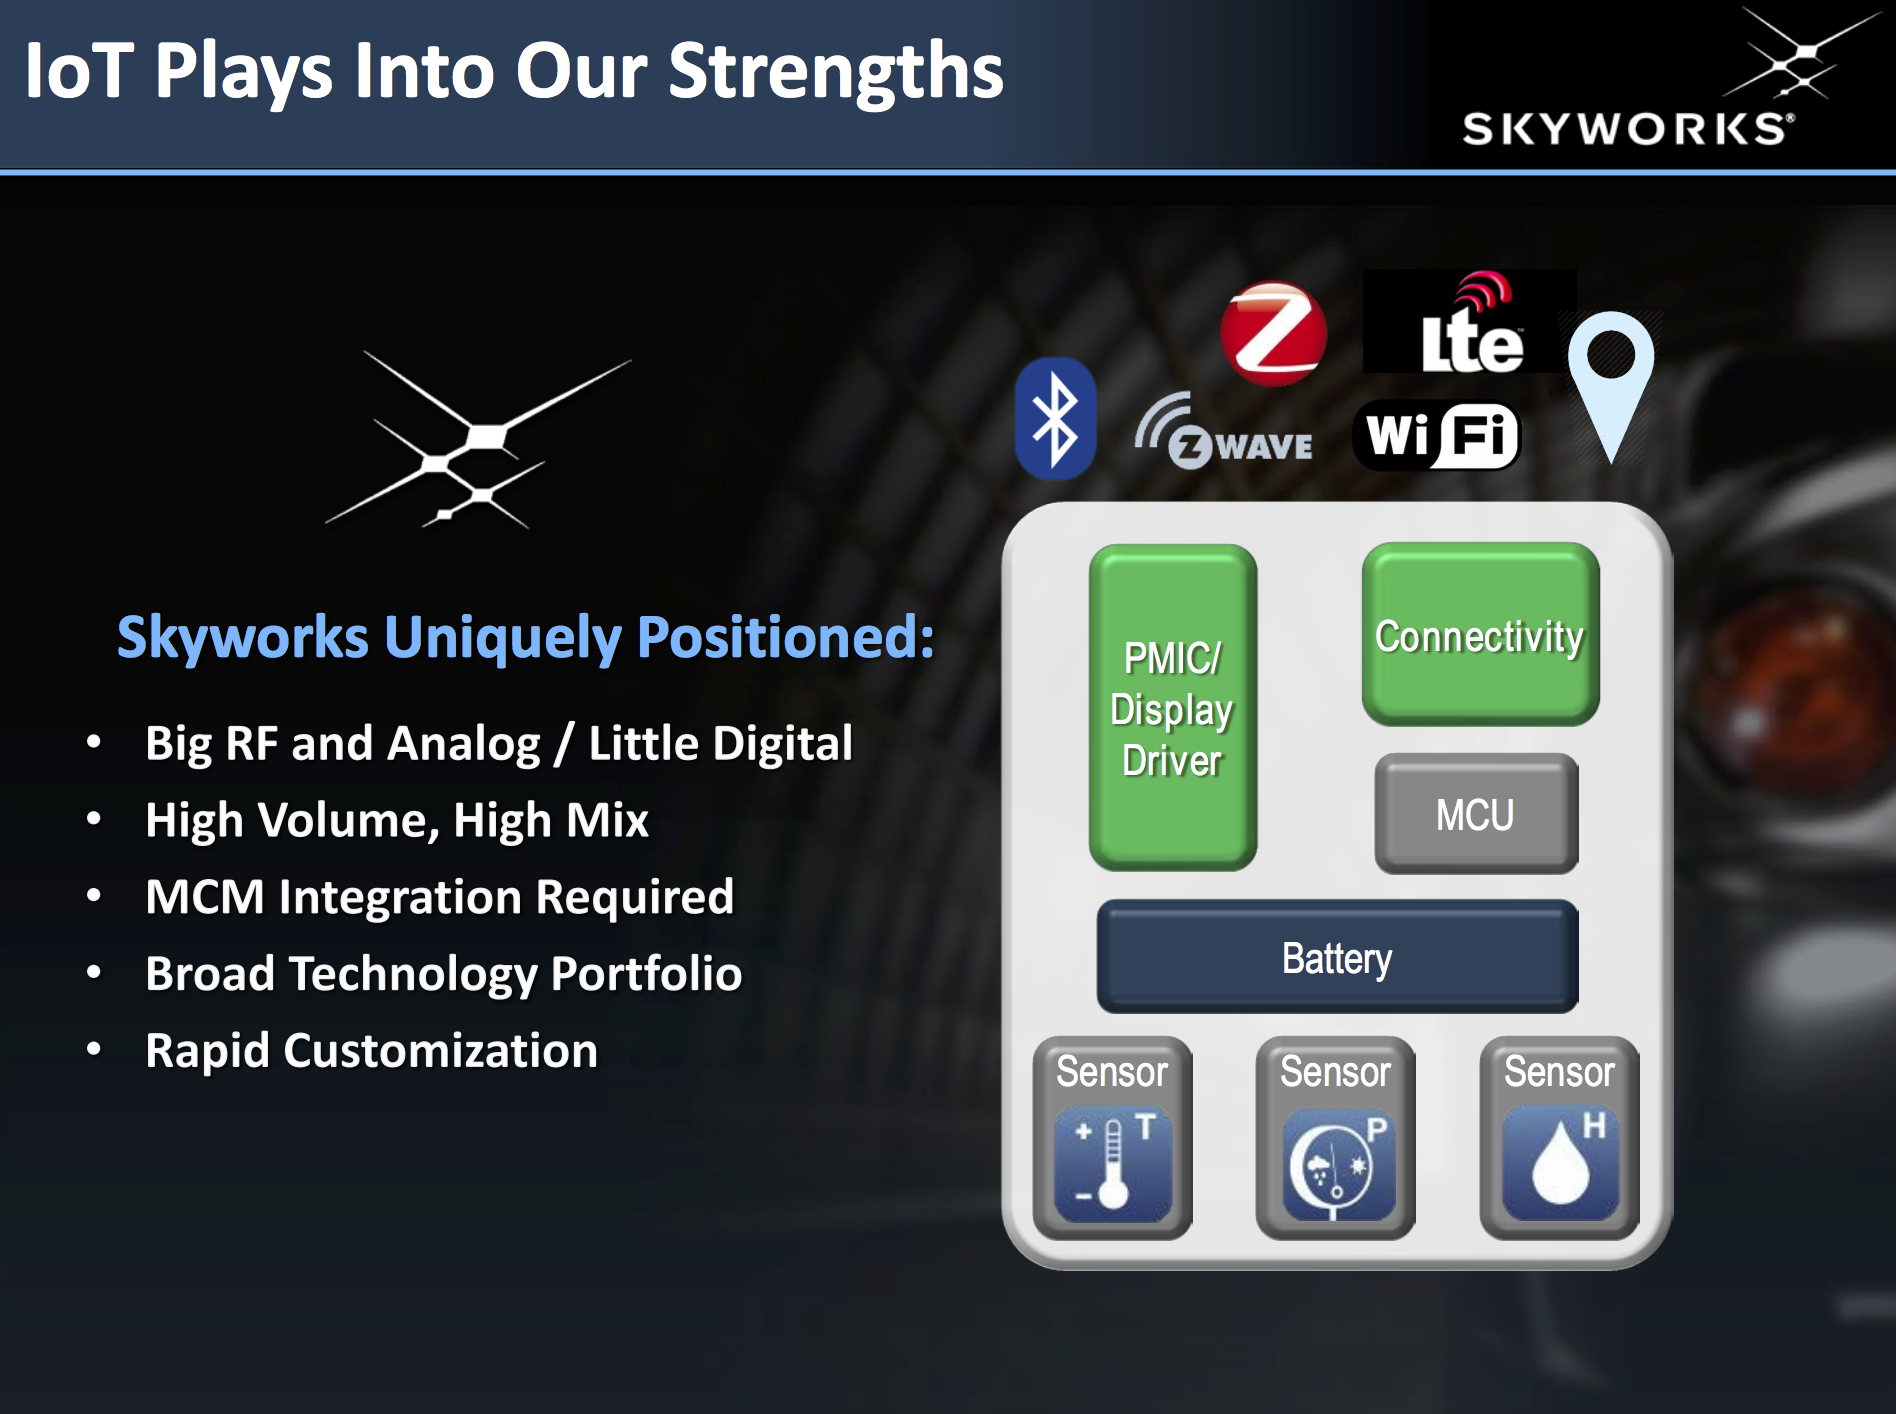 IoT Plays Into Our Strengths
SKYWORKS®
Skyworks Uniquely Positioned:
• Big RF and Analog / Little Digital
• High Volume, High Mix
• MCM Integration Required
• Broad Technology Portfolio
• Rapid Customization
Z
Lte™
Z WAVE
Wi Fi
PMIC/
Display
Driver
Connectivity
MCU
Battery
Sensor
+ T
–
Sensor
P
Sensor
H